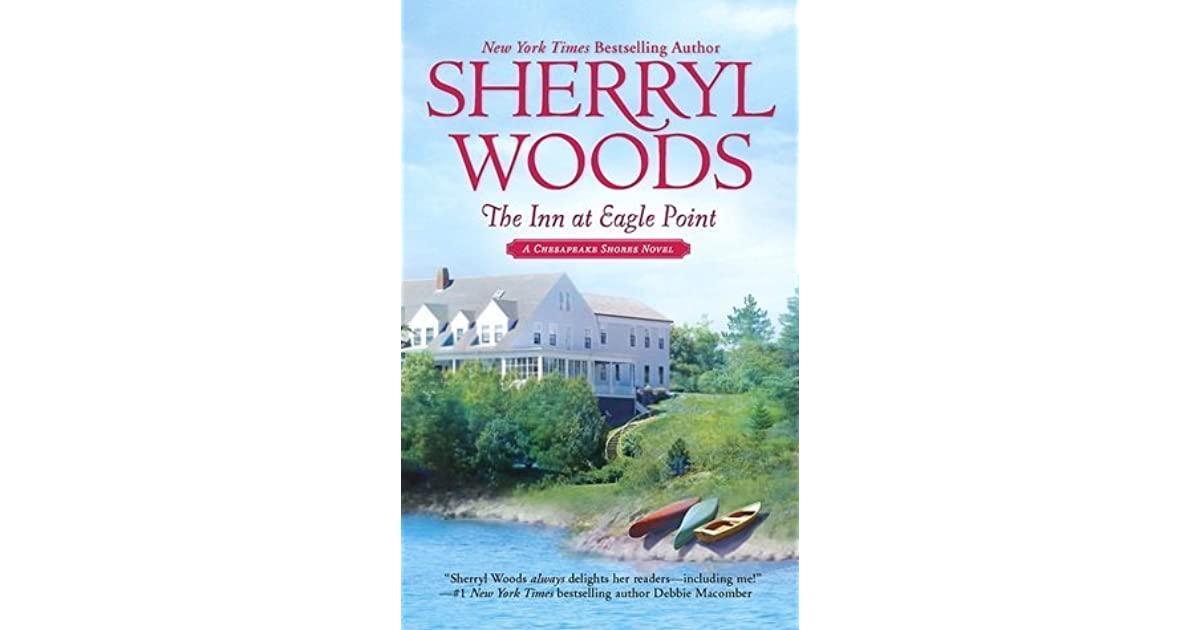 New York Times Bestselling Author
SHERRYL
WOODS
The Inn at Eagle Point
A CHESAPEAKE SHORES NOVEL
“Sherryl Woods always delights her readers—including me!”
—#1 New York Times bestselling author Debbie Macomber